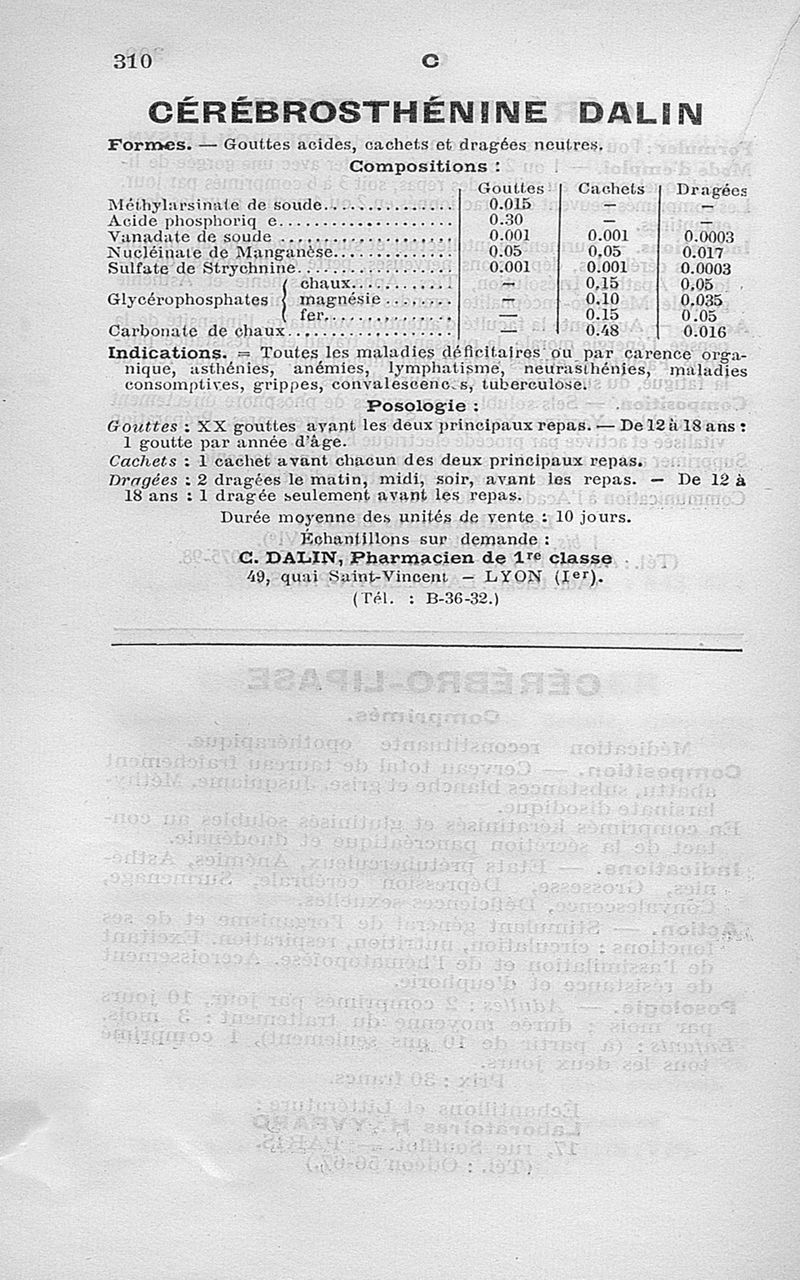 310
C
CÉRÉBROSTHÉNINE DALIN
Formes. — Gouttes acides, cachets et dragées neutres.
Compositions :
Gouttes Cachets Dragées
Méthylarsinate de soude................ 0.015 — —
Acide phosphoriq e.................... 0.30 — —
Vanadate de soude .................... 0.001 0.001 0.0003
Nucléinate de Manganèse.............. 0.05 0.05 0.017
Sulfate de Strychnine.................. 0.001 0.001 0.0003
chaux............ — 0.15 0.05
Glycérophosphates { magnésie ........ — 0.10 0.035
fer............... — 0.15 0.05
Carbonate de chaux.................... — 0.48 0.016
Indications. = Toutes les maladies déficitaires ou par carence orga-
nique, asthénies, anémies, lymphatisme, neurasthénies, maladies
consomptives, grippes, convalescenc.s, tuberculose.
Posologie :
Gouttes : XX gouttes avant les deux principaux repas. — De 12 à 18 ans :
1 goutte par année d'âge.
Cachets : 1 cachet avant chacun des deux principaux repas.
Dragées : 2 dragées le matin, midi, soir, avant les repas. — De 12 à
18 ans : 1 dragée seulement avant les repas.
Durée moyenne des unités de vente : 10 jours.
Échantillons sur demande :
C. DALIN, Pharmacien de 1re classe
49, quai Saint-Vincent — LYON (Ier).
(Tél. : B-36-32.)